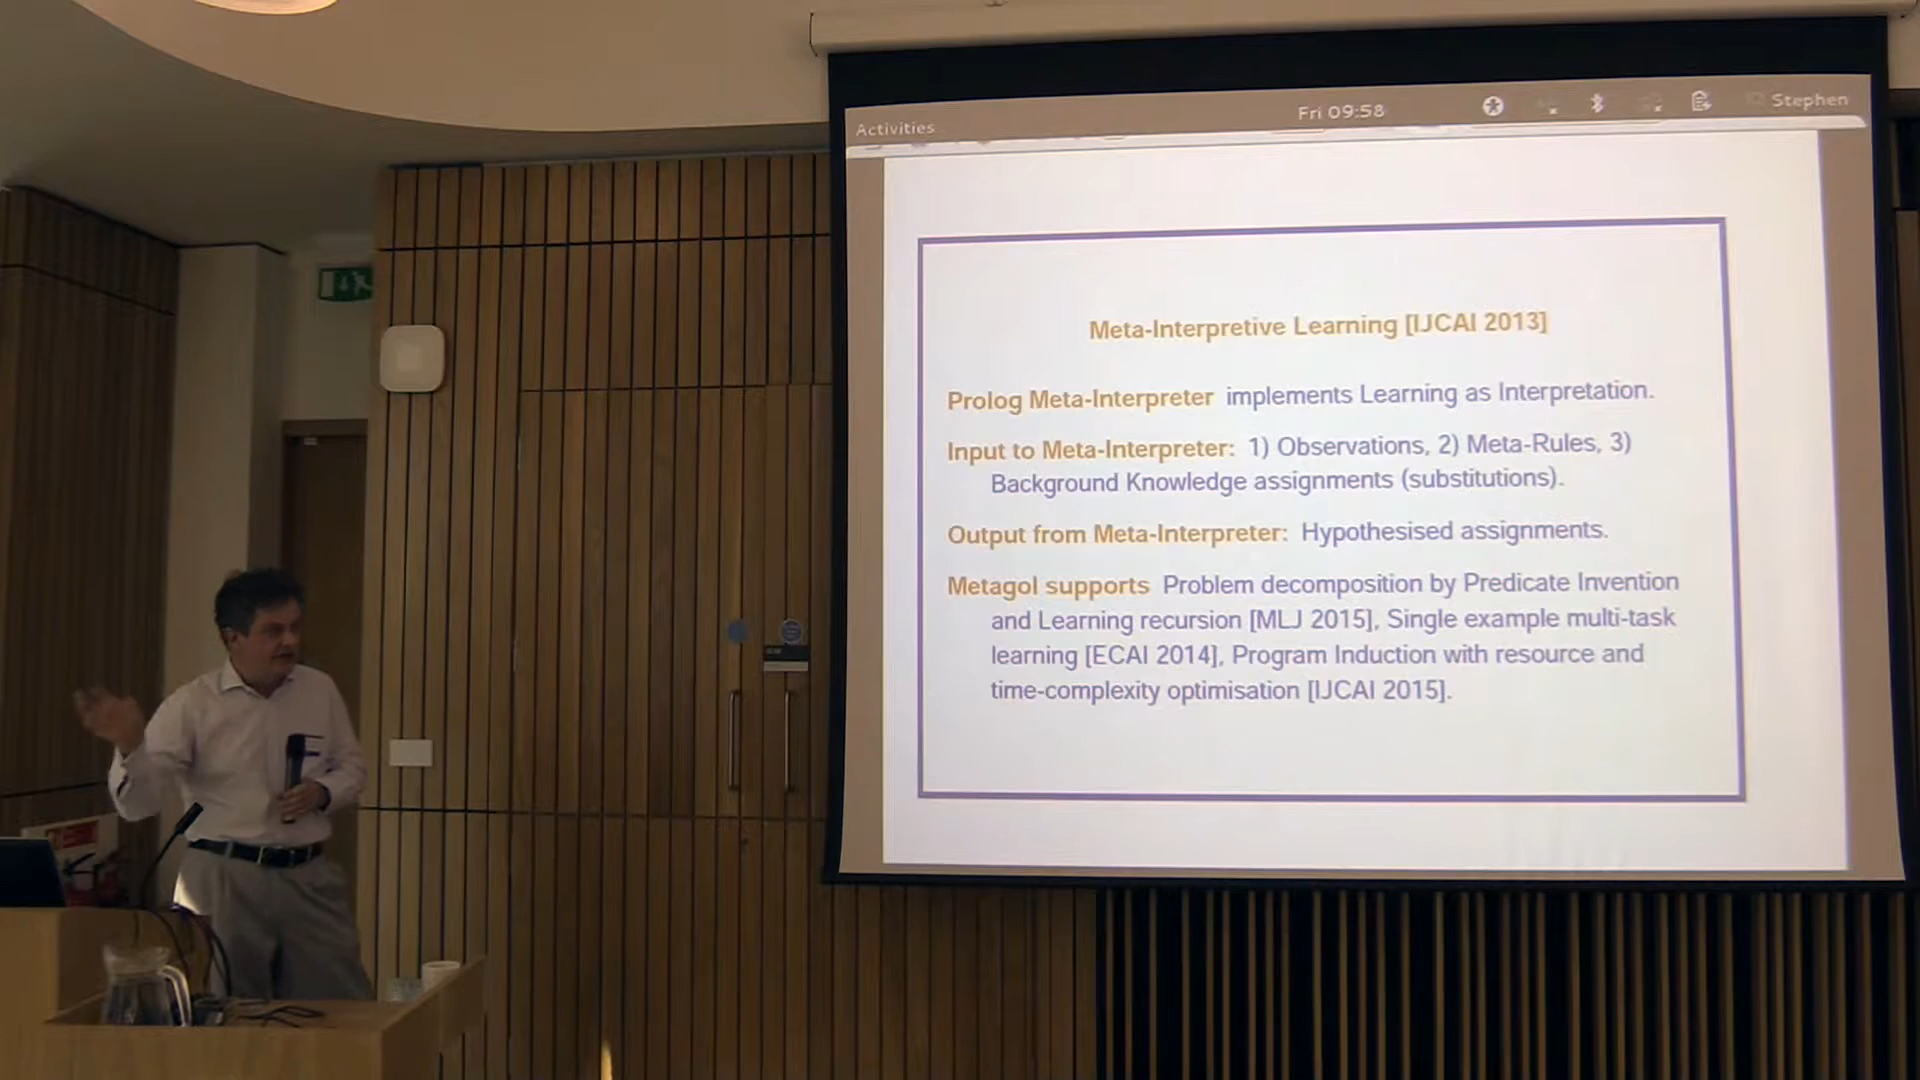 Activities
Fri 09:58
Stephen
Meta-Interpretive Learning [IJCAI 2013]
Prolog Meta-Interpreter implements Learning as Interpretation.
Input to Meta-Interpreter: 1) Observations, 2) Meta-Rules, 3)
Background Knowledge assignments (substitutions).
Output from Meta-Interpreter: Hypothesised assignments.
Metagol supports Problem decomposition by Predicate Invention
and Learning recursion [MLJ 2015], Single example multi-task
learning [ECAI 2014], Program Induction with resource and
time-complexity optimisation [IJCAI 2015].